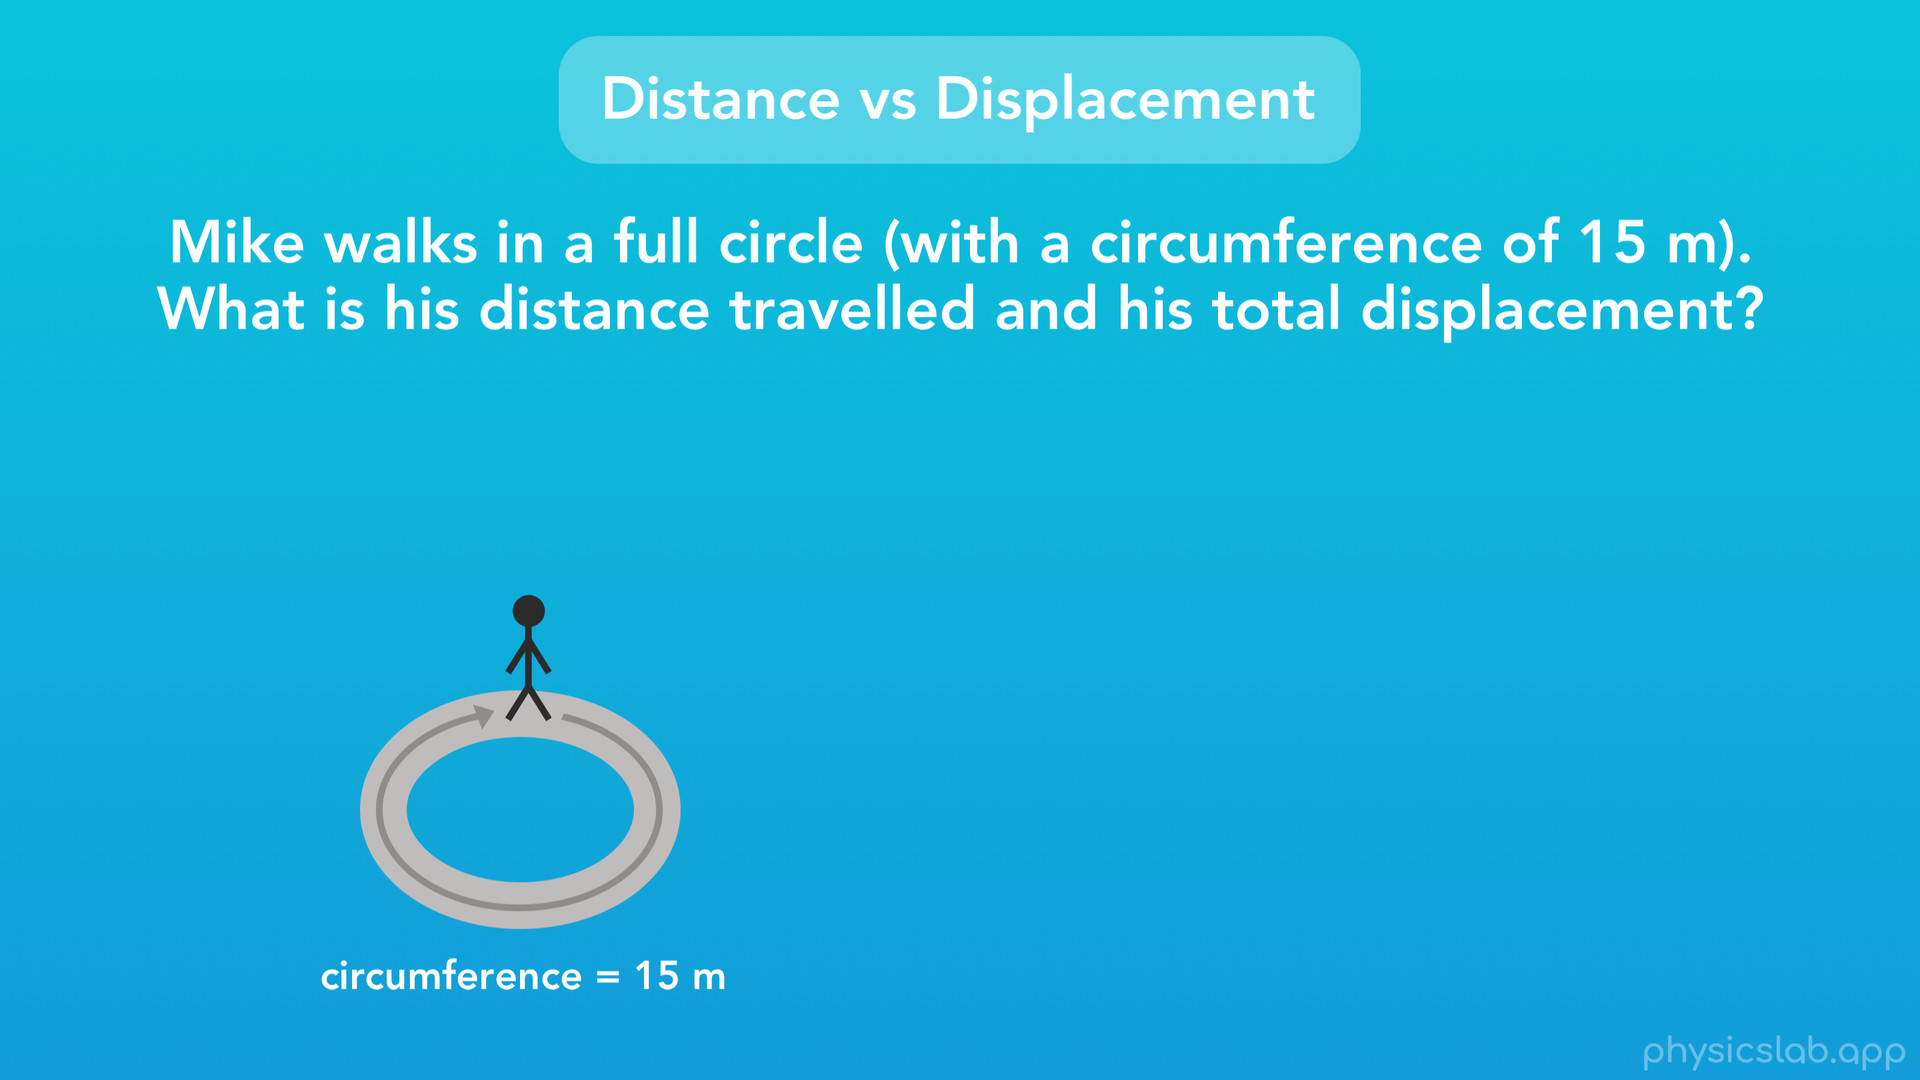 Distance vs Displacement
Mike walks in a full circle (with a circumference of 15 m).
What is his distance travelled and his total displacement?
circumference = 15 m
physicslab.app